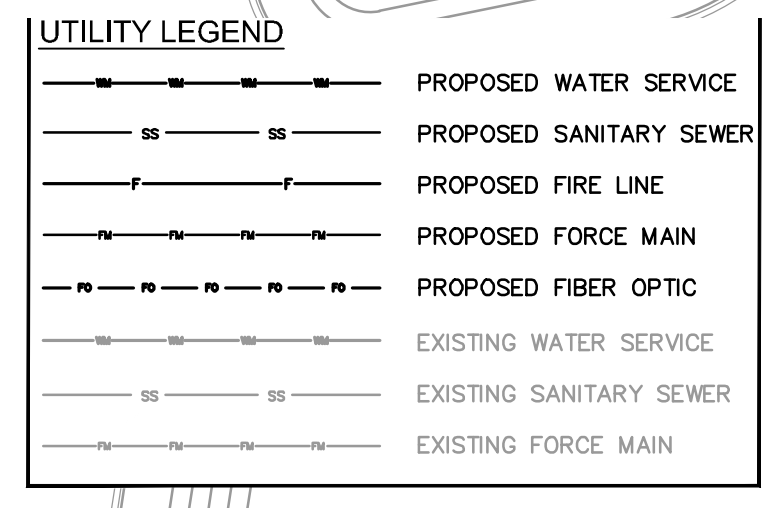 UTILITY LEGEND
WM WM WM WM PROPOSED WATER SERVICE
SS SS PROPOSED SANITARY SEWER
F F PROPOSED FIRE LINE
FM FM FM FM PROPOSED FORCE MAIN
FO FO FO FO FO PROPOSED FIBER OPTIC
WM WM WM WM EXISTING WATER SERVICE
SS SS EXISTING SANITARY SEWER
FM FM FM FM EXISTING FORCE MAIN